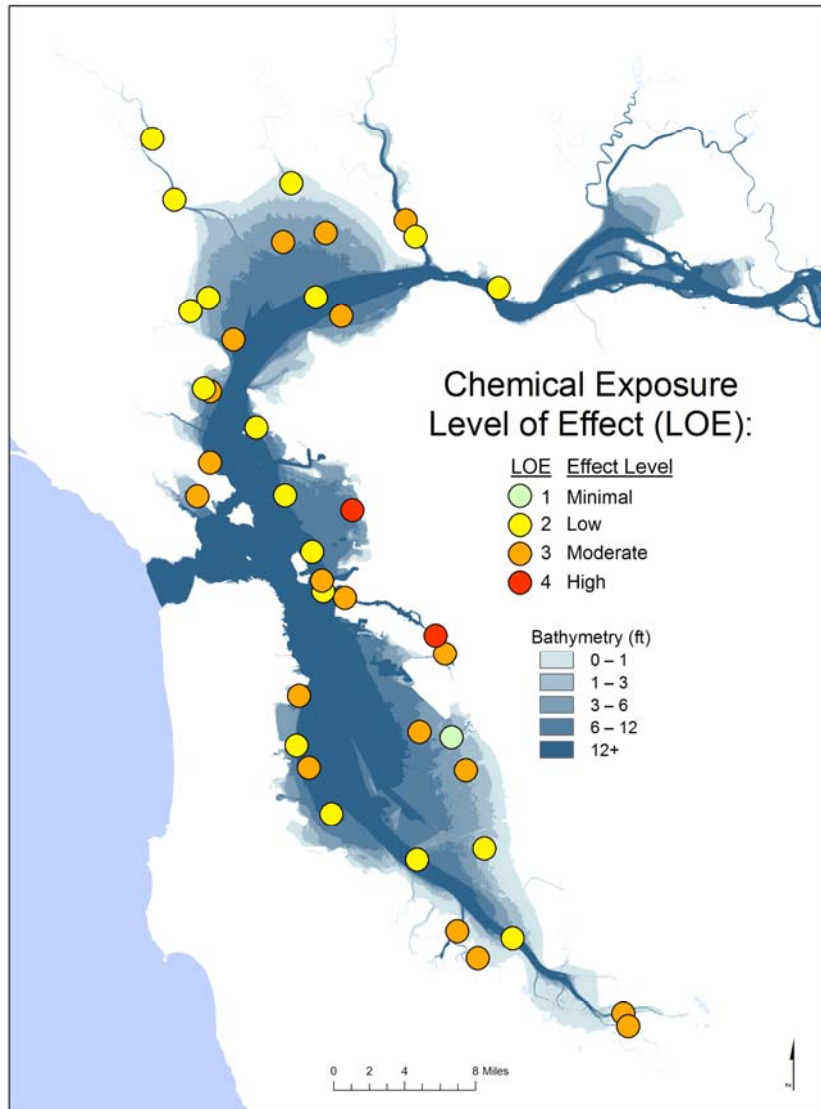 Chemical Exposure
Level of Effect (LOE):
LOE Effect Level
1 Minimal
2 Low
3 Moderate
4 High
Bathymetry (ft)
0 – 1
1 – 3
3 – 6
6 – 12
12+
0 2 4 8 Miles
N